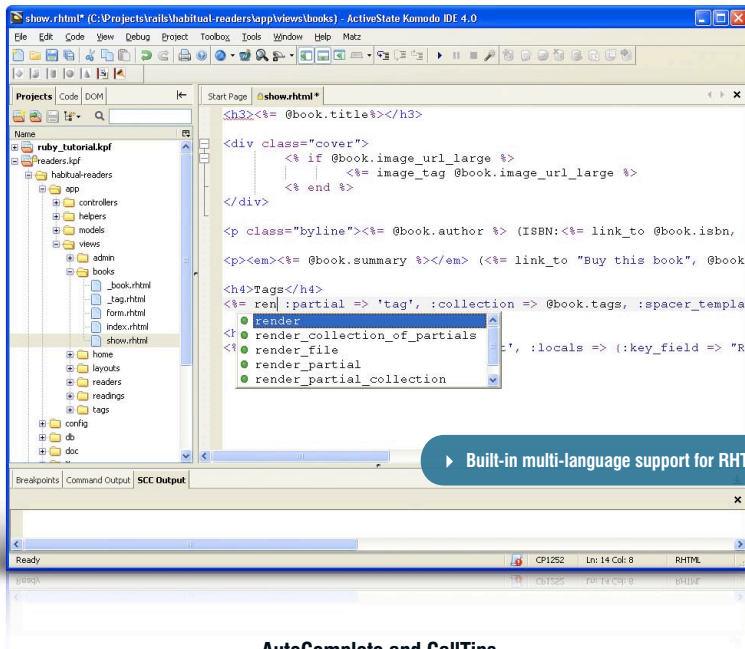 show.rhtml* (C:\Projects\rails\habitual-readers\app\views\books) - ActiveState Komodo IDE 4.0
File Edit Code View Debug Project Toolbox Tools Window Help Matz
Projects Code DOM
Start Page show.rhtml*
Name
ruby_tutorial.kpf
readers.kpf
habitual-readers
app
controllers
helpers
models
views
admin
books
_book.rhtml
_tag.rhtml
form.rhtml
index.rhtml
show.rhtml
home
layouts
readers
readings
tags
config
db
doc
<h3><%= @book.title%></h3>
<div class="cover">
<% if @book.image_url_large %>
<%= image_tag @book.image_url_large %>
<% end %>
</div>
<p class="byline"><%= @book.author %> (ISBN:<%= link_to @book.isbn,
<p><em><%= @book.summary %></em> (<%= link_to "Buy this book", @book
<h4>Tags</h4>
<%= ren :partial => 'tag', :collection => @book.tags, :spacer_templa
render
render_collection_of_partials
render_file
render_partial
render_partial_collection
<h
<% t', :locals => {:key_field => "R
Built-in multi-language support for RHT
Breakpoints Command Output SCC Output
Ready CP1252 Ln: 14 Col: 8 RHTML
AutoComplete and CallTips